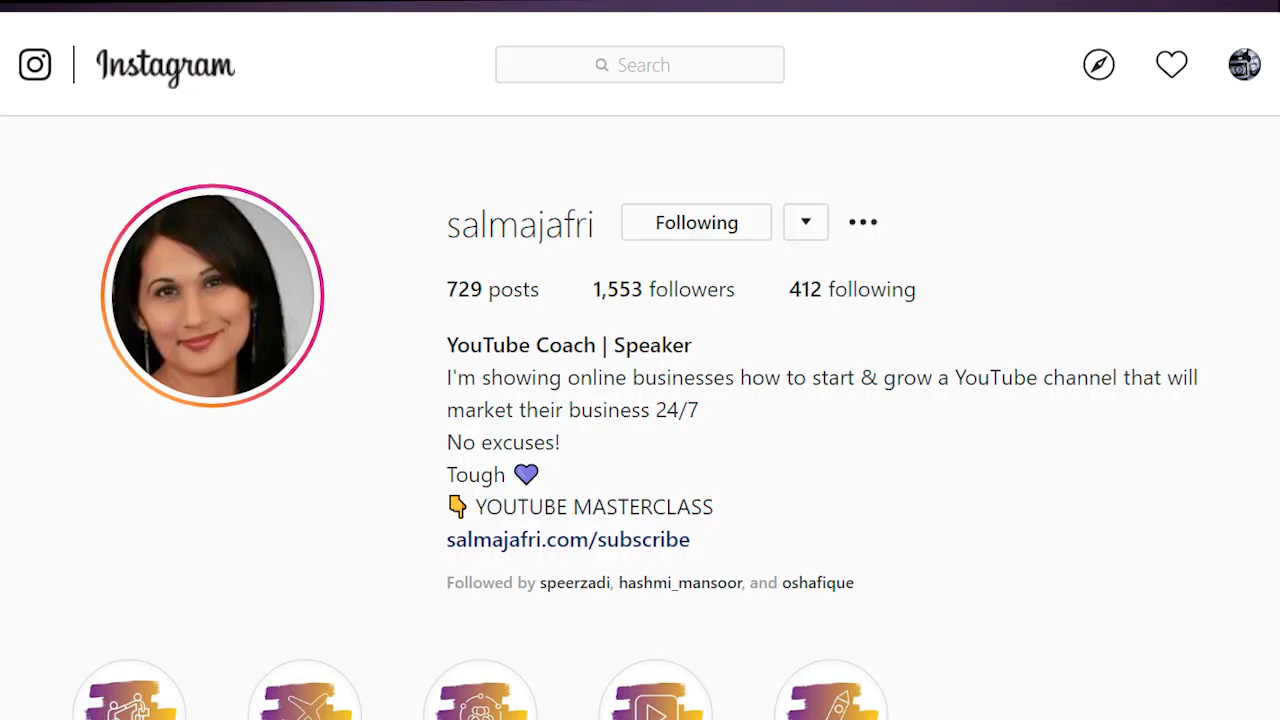 Instagram
Search
salmajafri Following
729 posts 1,553 followers 412 following
YouTube Coach | Speaker
I'm showing online businesses how to start & grow a YouTube channel that will
market their business 24/7
No excuses!
Tough 💜
👇 YOUTUBE MASTERCLASS
salmajafri.com/subscribe
Followed by speerzadi, hashmi_mansoor, and oshafique